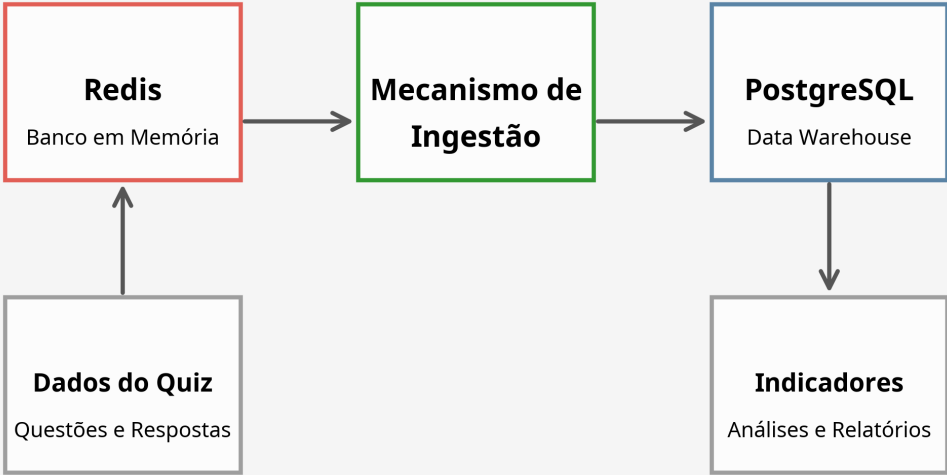 Redis
Banco em Memória
Mecanismo de
Ingestão
PostgreSQL
Data Warehouse
Dados do Quiz
Questões e Respostas
Indicadores
Análises e Relatórios